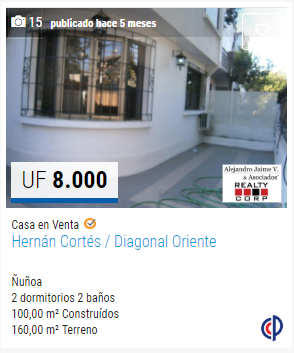 15 publicado hace 5 meses
UF 8.000
Alejandro Jaime V.
& Asociados
REALTY
CORP
Casa en Venta
Hernán Cortés / Diagonal Oriente
Ñuñoa
2 dormitorios 2 baños
100,00 m² Construídos
160,00 m² Terreno